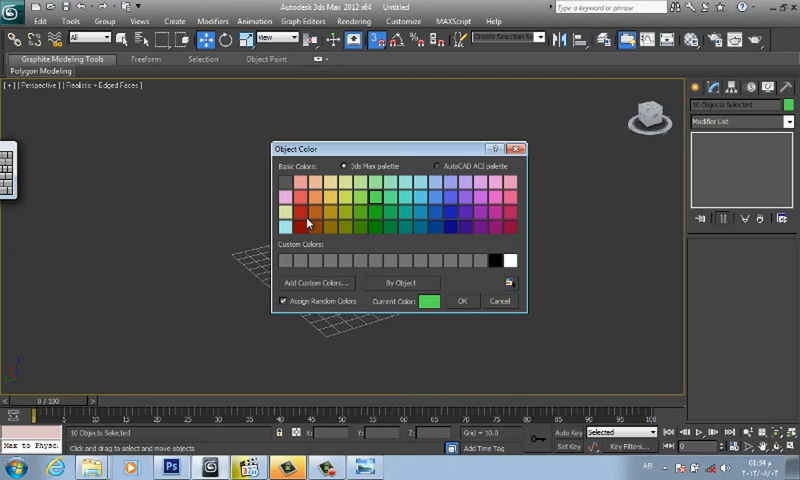 Autodesk 3ds Max 2012 x64 Untitled
Type a keyword or phrase
Edit Tools Group Views Create Modifiers Animation Graph Editors Rendering Customize MAXScript Help
All View 3 Create Selection Se
Graphite Modeling Tools Freeform Selection Object Paint
Polygon Modeling
[ + ] [ Perspective ] [ Realistic + Edged Faces ]
10 Objects Selected
Modifier List
Object Color
Basic Colors: 3ds Max palette AutoCAD ACI palette
Custom Colors:
Add Custom Colors... By Object
Assign Random Colors Current Color: OK Cancel
0 / 100
0 5 10 15 20 25 30 35 40 45 50 55 60 65 70 75 80 85 90 95 100
10 Objects Selected X: Y: Z: Grid = 10.0 Auto Key Selected
Max to Physc Click and drag to select and move objects Add Time Tag Set Key Key Filters... 0
AR